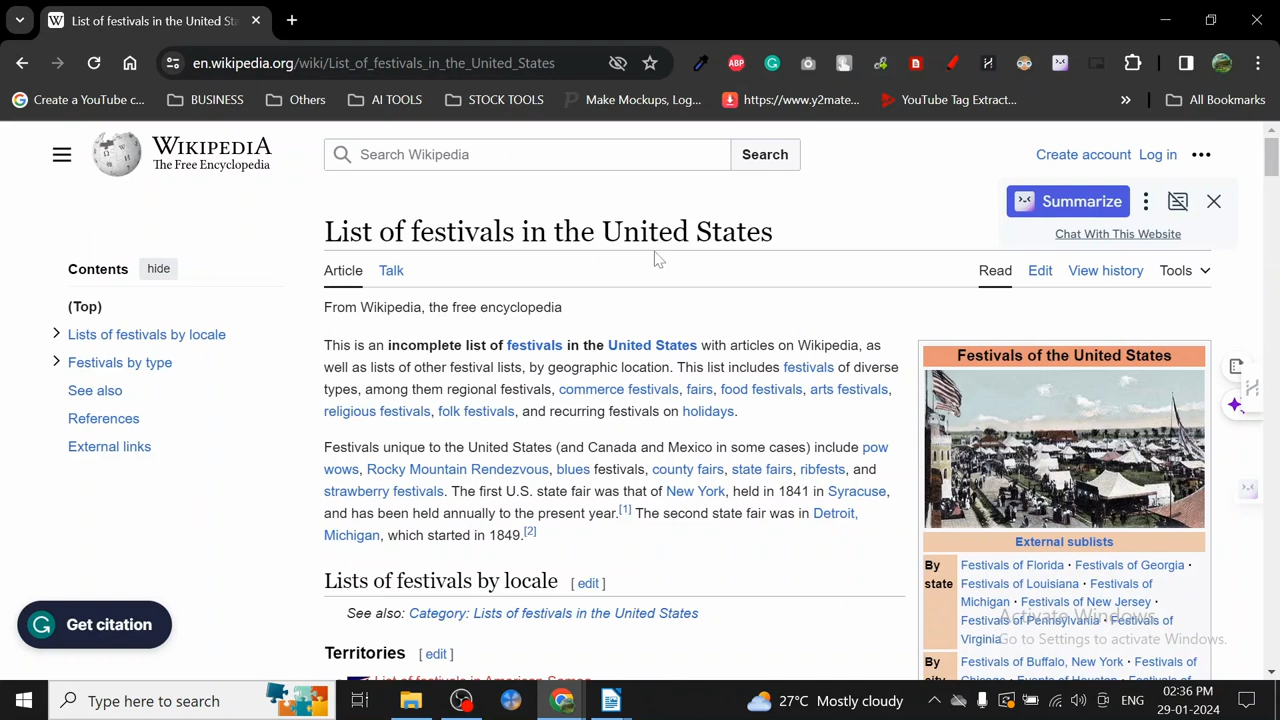 List of festivals in the United Sta
en.wikipedia.org/wiki/List_of_festivals_in_the_United_States
Create a YouTube c...
BUSINESS
Others
AI TOOLS
STOCK TOOLS
Make Mockups, Log...
https://www.y2mate...
YouTube Tag Extract...
»
All Bookmarks
WIKIPEDIA
The Free Encyclopedia
Search Wikipedia
Search
Create account Log in
Summarize
Chat With This Website
List of festivals in the United States
Contents hide
Article Talk
Read Edit View history Tools
(Top)
Lists of festivals by locale
Festivals by type
See also
References
External links
From Wikipedia, the free encyclopedia
This is an incomplete list of festivals in the United States with articles on Wikipedia, as
well as lists of other festival lists, by geographic location. This list includes festivals of diverse
types, among them regional festivals, commerce festivals, fairs, food festivals, arts festivals,
religious festivals, folk festivals, and recurring festivals on holidays.
Festivals unique to the United States (and Canada and Mexico in some cases) include pow
wows, Rocky Mountain Rendezvous, blues festivals, county fairs, state fairs, ribfests, and
strawberry festivals. The first U.S. state fair was that of New York, held in 1841 in Syracuse,
and has been held annually to the present year.[1] The second state fair was in Detroit,
Michigan, which started in 1849.[2]
Lists of festivals by locale [ edit ]
See also: Category: Lists of festivals in the United States
Territories [ edit ]
List of festivals in American Samoa
Festivals of the United States
External sublists
By state
Festivals of Florida · Festivals of Georgia ·
Festivals of Louisiana · Festivals of
Michigan · Festivals of New Jersey ·
Festivals of Pennsylvania · Festivals of
Virginia
By
Festivals of Buffalo, New York · Festivals of
Activate Windows
Go to Settings to activate Windows.
Get citation
Type here to search
27°C Mostly cloudy
ENG
02:36 PM
29-01-2024